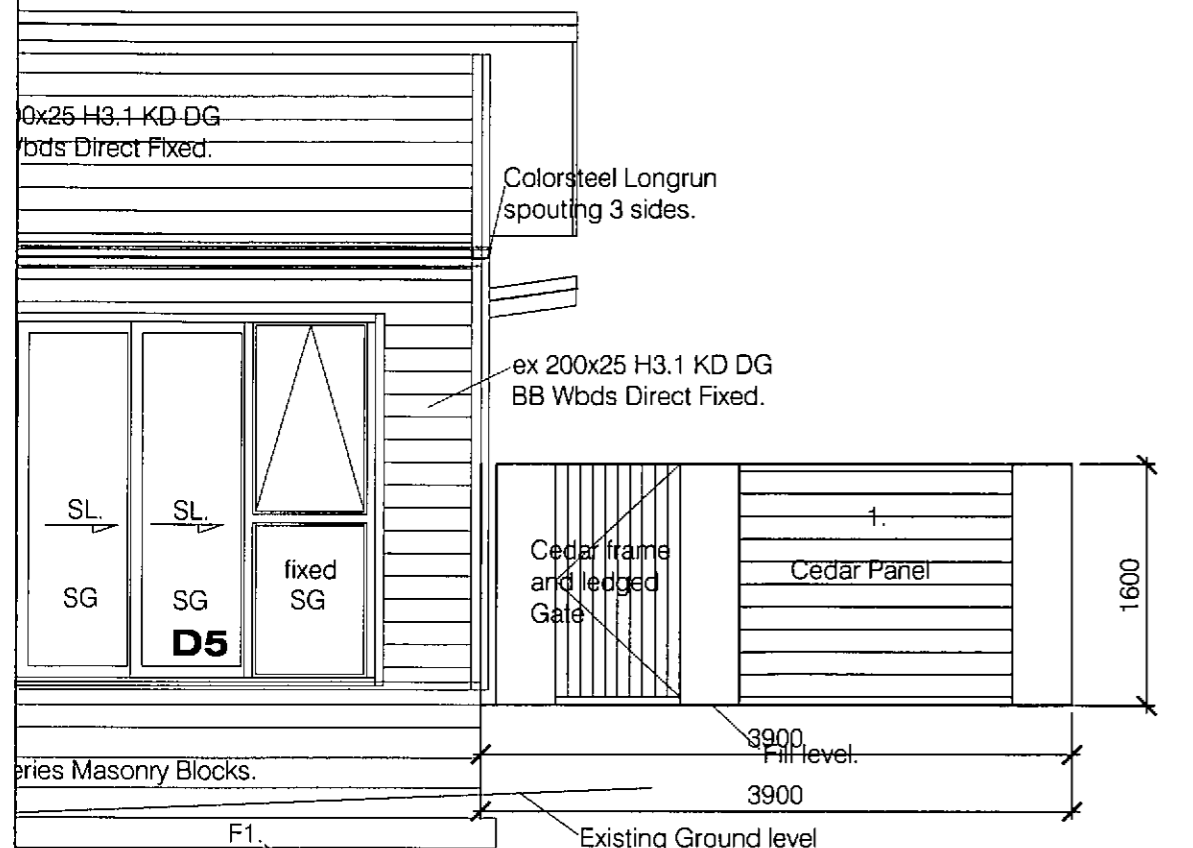 0x25 H3.1 KD DG
bds Direct Fixed.
Colorsteel Longrun
spouting 3 sides.
ex 200x25 H3.1 KD DG
BB Wbds Direct Fixed.
SL.
SL.
SG
SG
D5
fixed
SG
Cedar frame
and ledged
Gate
1.
Cedar Panel
1600
3900
Fill level.
eries Masonry Blocks.
3900
F1.
Existing Ground level